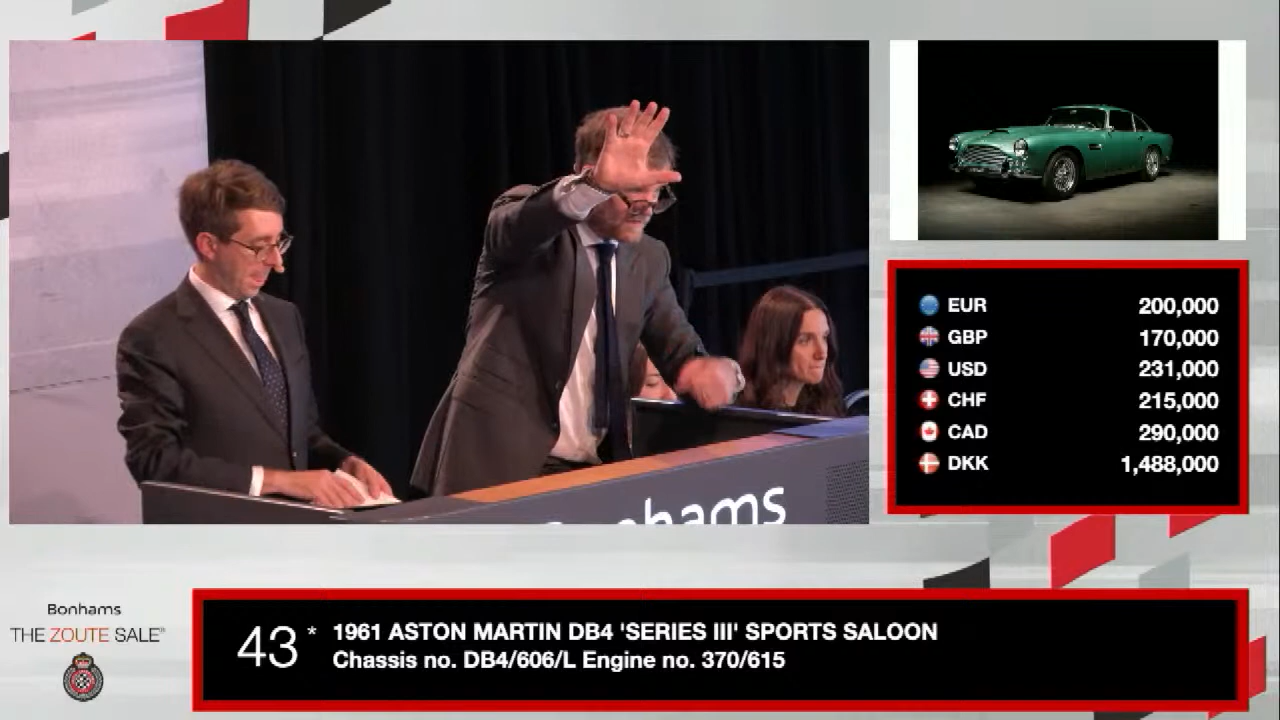 EUR 200,000
GBP 170,000
USD 231,000
CHF 215,000
CAD 290,000
DKK 1,488,000
Bonhams
Bonhams
THE ZOUTE SALE
43* 1961 ASTON MARTIN DB4 'SERIES III' SPORTS SALOON
Chassis no. DB4/606/L Engine no. 370/615